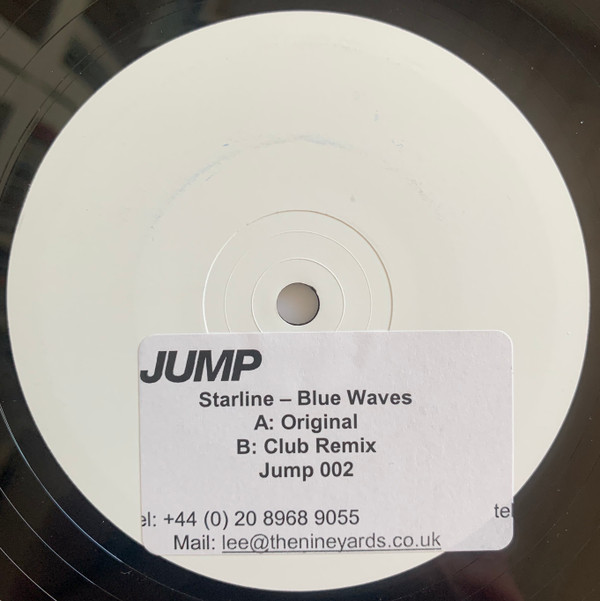 JUMP
Starline – Blue Waves
A: Original
B: Club Remix
Jump 002
el: +44 (0) 20 8968 9055 tel
Mail: lee@thenineyards.co.uk